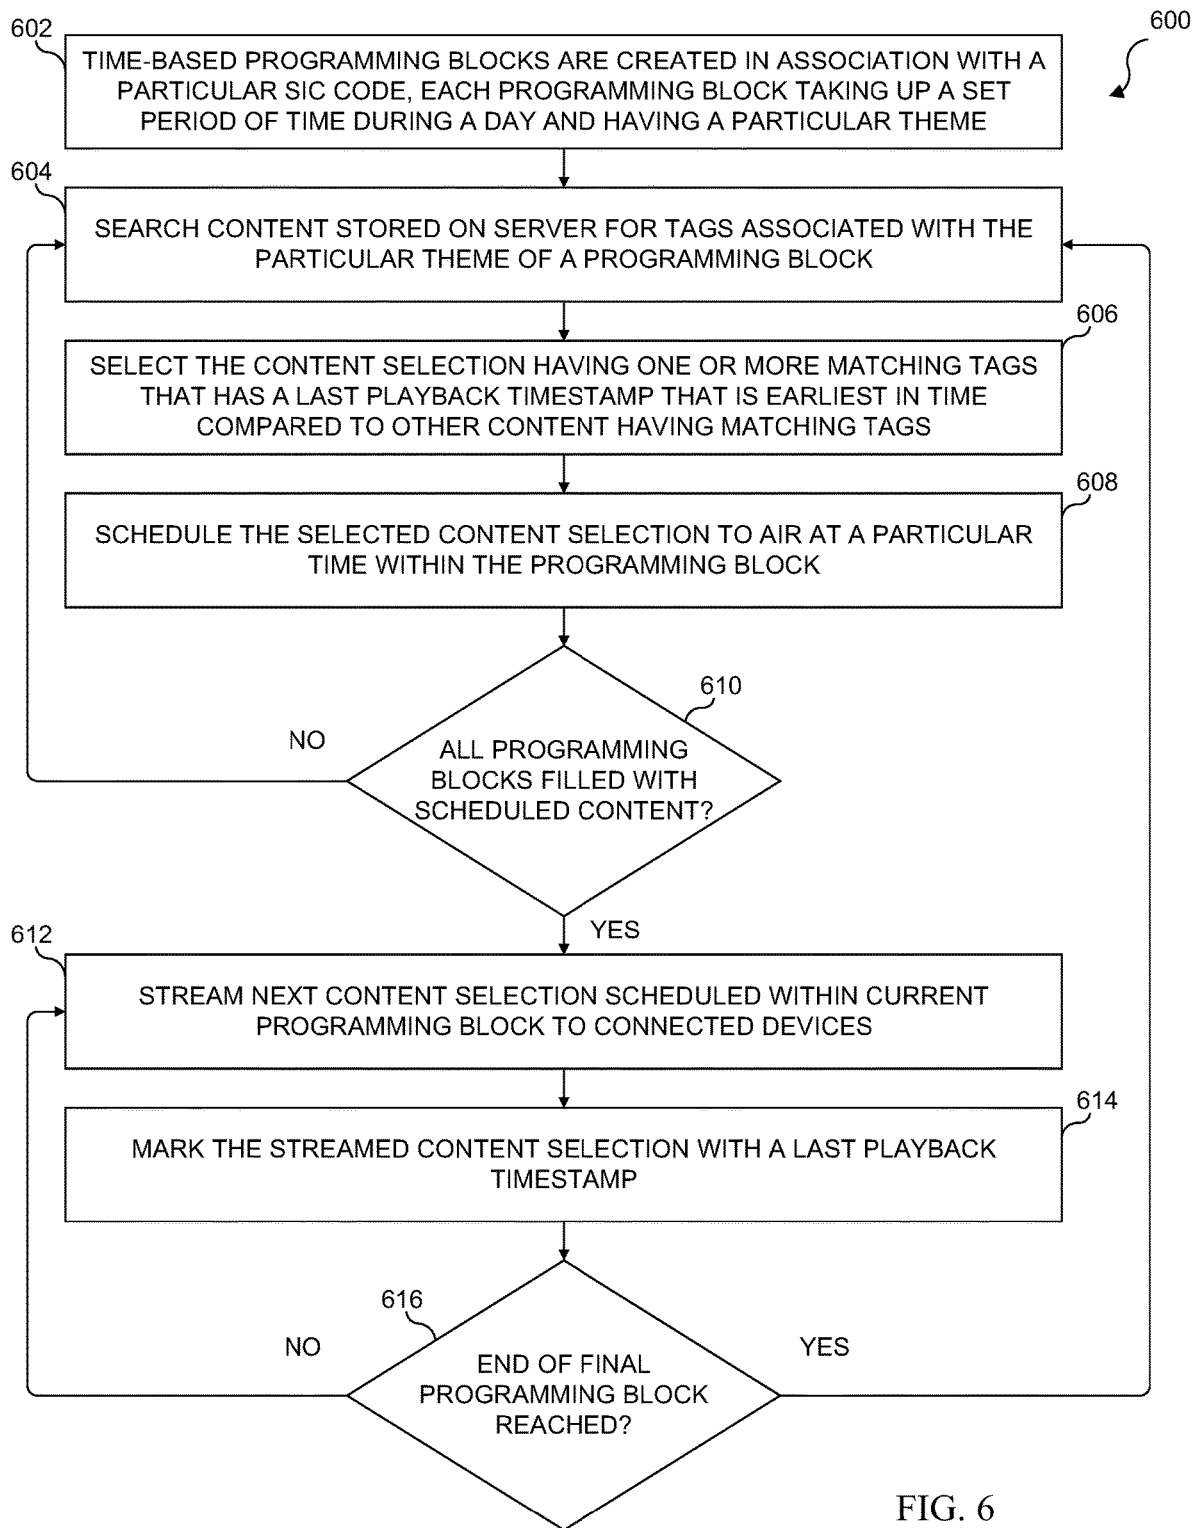 600
602
TIME-BASED PROGRAMMING BLOCKS ARE CREATED IN ASSOCIATION WITH A
PARTICULAR SIC CODE, EACH PROGRAMMING BLOCK TAKING UP A SET
PERIOD OF TIME DURING A DAY AND HAVING A PARTICULAR THEME
604
SEARCH CONTENT STORED ON SERVER FOR TAGS ASSOCIATED WITH THE
PARTICULAR THEME OF A PROGRAMMING BLOCK
606
SELECT THE CONTENT SELECTION HAVING ONE OR MORE MATCHING TAGS
THAT HAS A LAST PLAYBACK TIMESTAMP THAT IS EARLIEST IN TIME
COMPARED TO OTHER CONTENT HAVING MATCHING TAGS
608
SCHEDULE THE SELECTED CONTENT SELECTION TO AIR AT A PARTICULAR
TIME WITHIN THE PROGRAMMING BLOCK
610
NO
ALL PROGRAMMING
BLOCKS FILLED WITH
SCHEDULED CONTENT?
YES
612
STREAM NEXT CONTENT SELECTION SCHEDULED WITHIN CURRENT
PROGRAMMING BLOCK TO CONNECTED DEVICES
614
MARK THE STREAMED CONTENT SELECTION WITH A LAST PLAYBACK
TIMESTAMP
616
NO
YES
END OF FINAL
PROGRAMMING BLOCK
REACHED?
FIG. 6